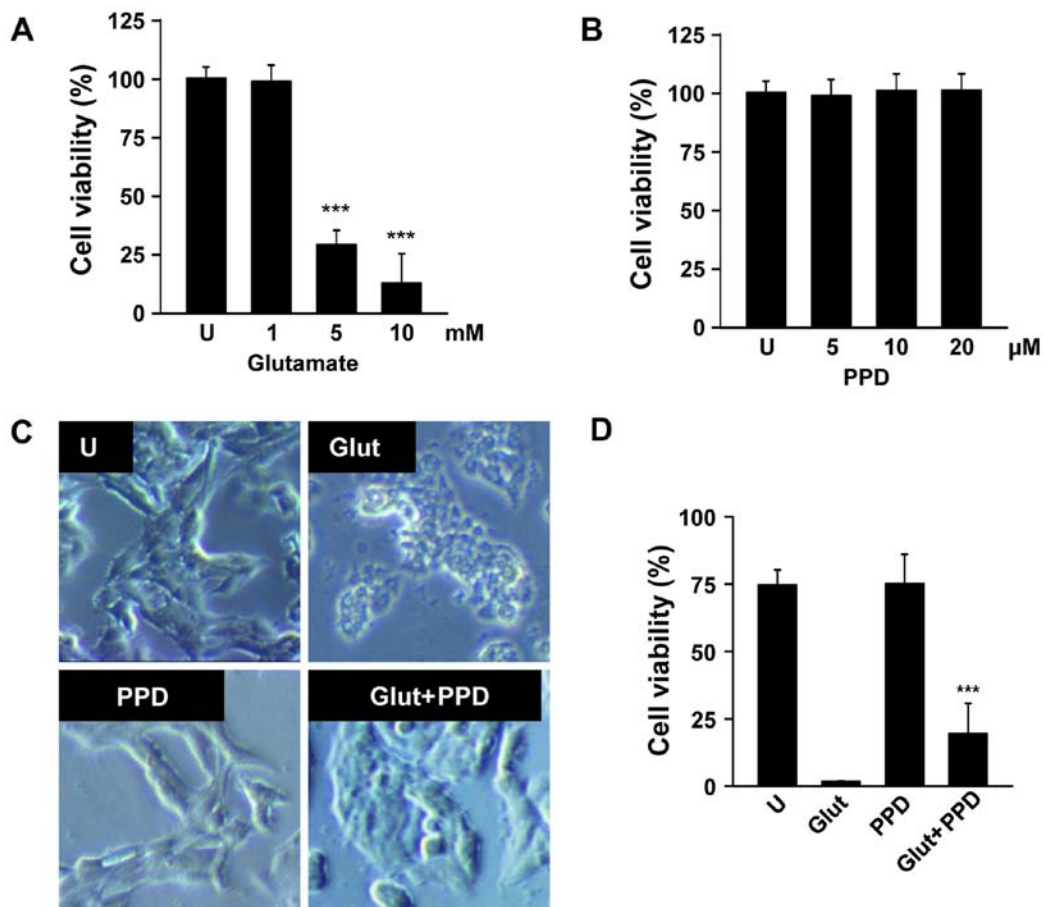 A
Cell viability (%)
125
100
75
50
25
0
***
***
U 1 5 10 mM
Glutamate
B
Cell viability (%)
125
100
75
50
25
0
U 5 10 20 µM
PPD
C
U
Glut
PPD
Glut+PPD
D
Cell viability (%)
100
75
50
25
0
***
U
Glut
PPD
Glut+PPD